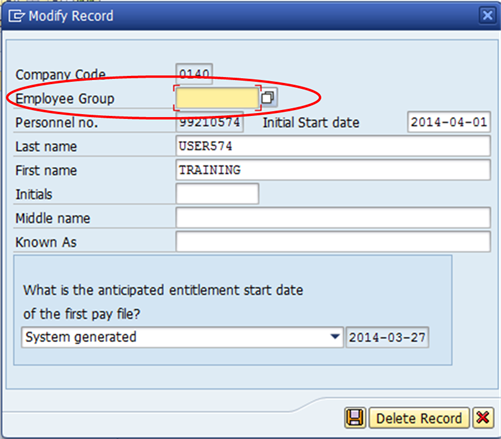 Modify Record
Company Code 0140
Employee Group
Personnel no. 99210574 Initial Start date 2014-04-01
Last name USER574
First name TRAINING
Initials
Middle name
Known As
What is the anticipated entitlement start date
of the first pay file?
System generated 2014-03-27
Delete Record